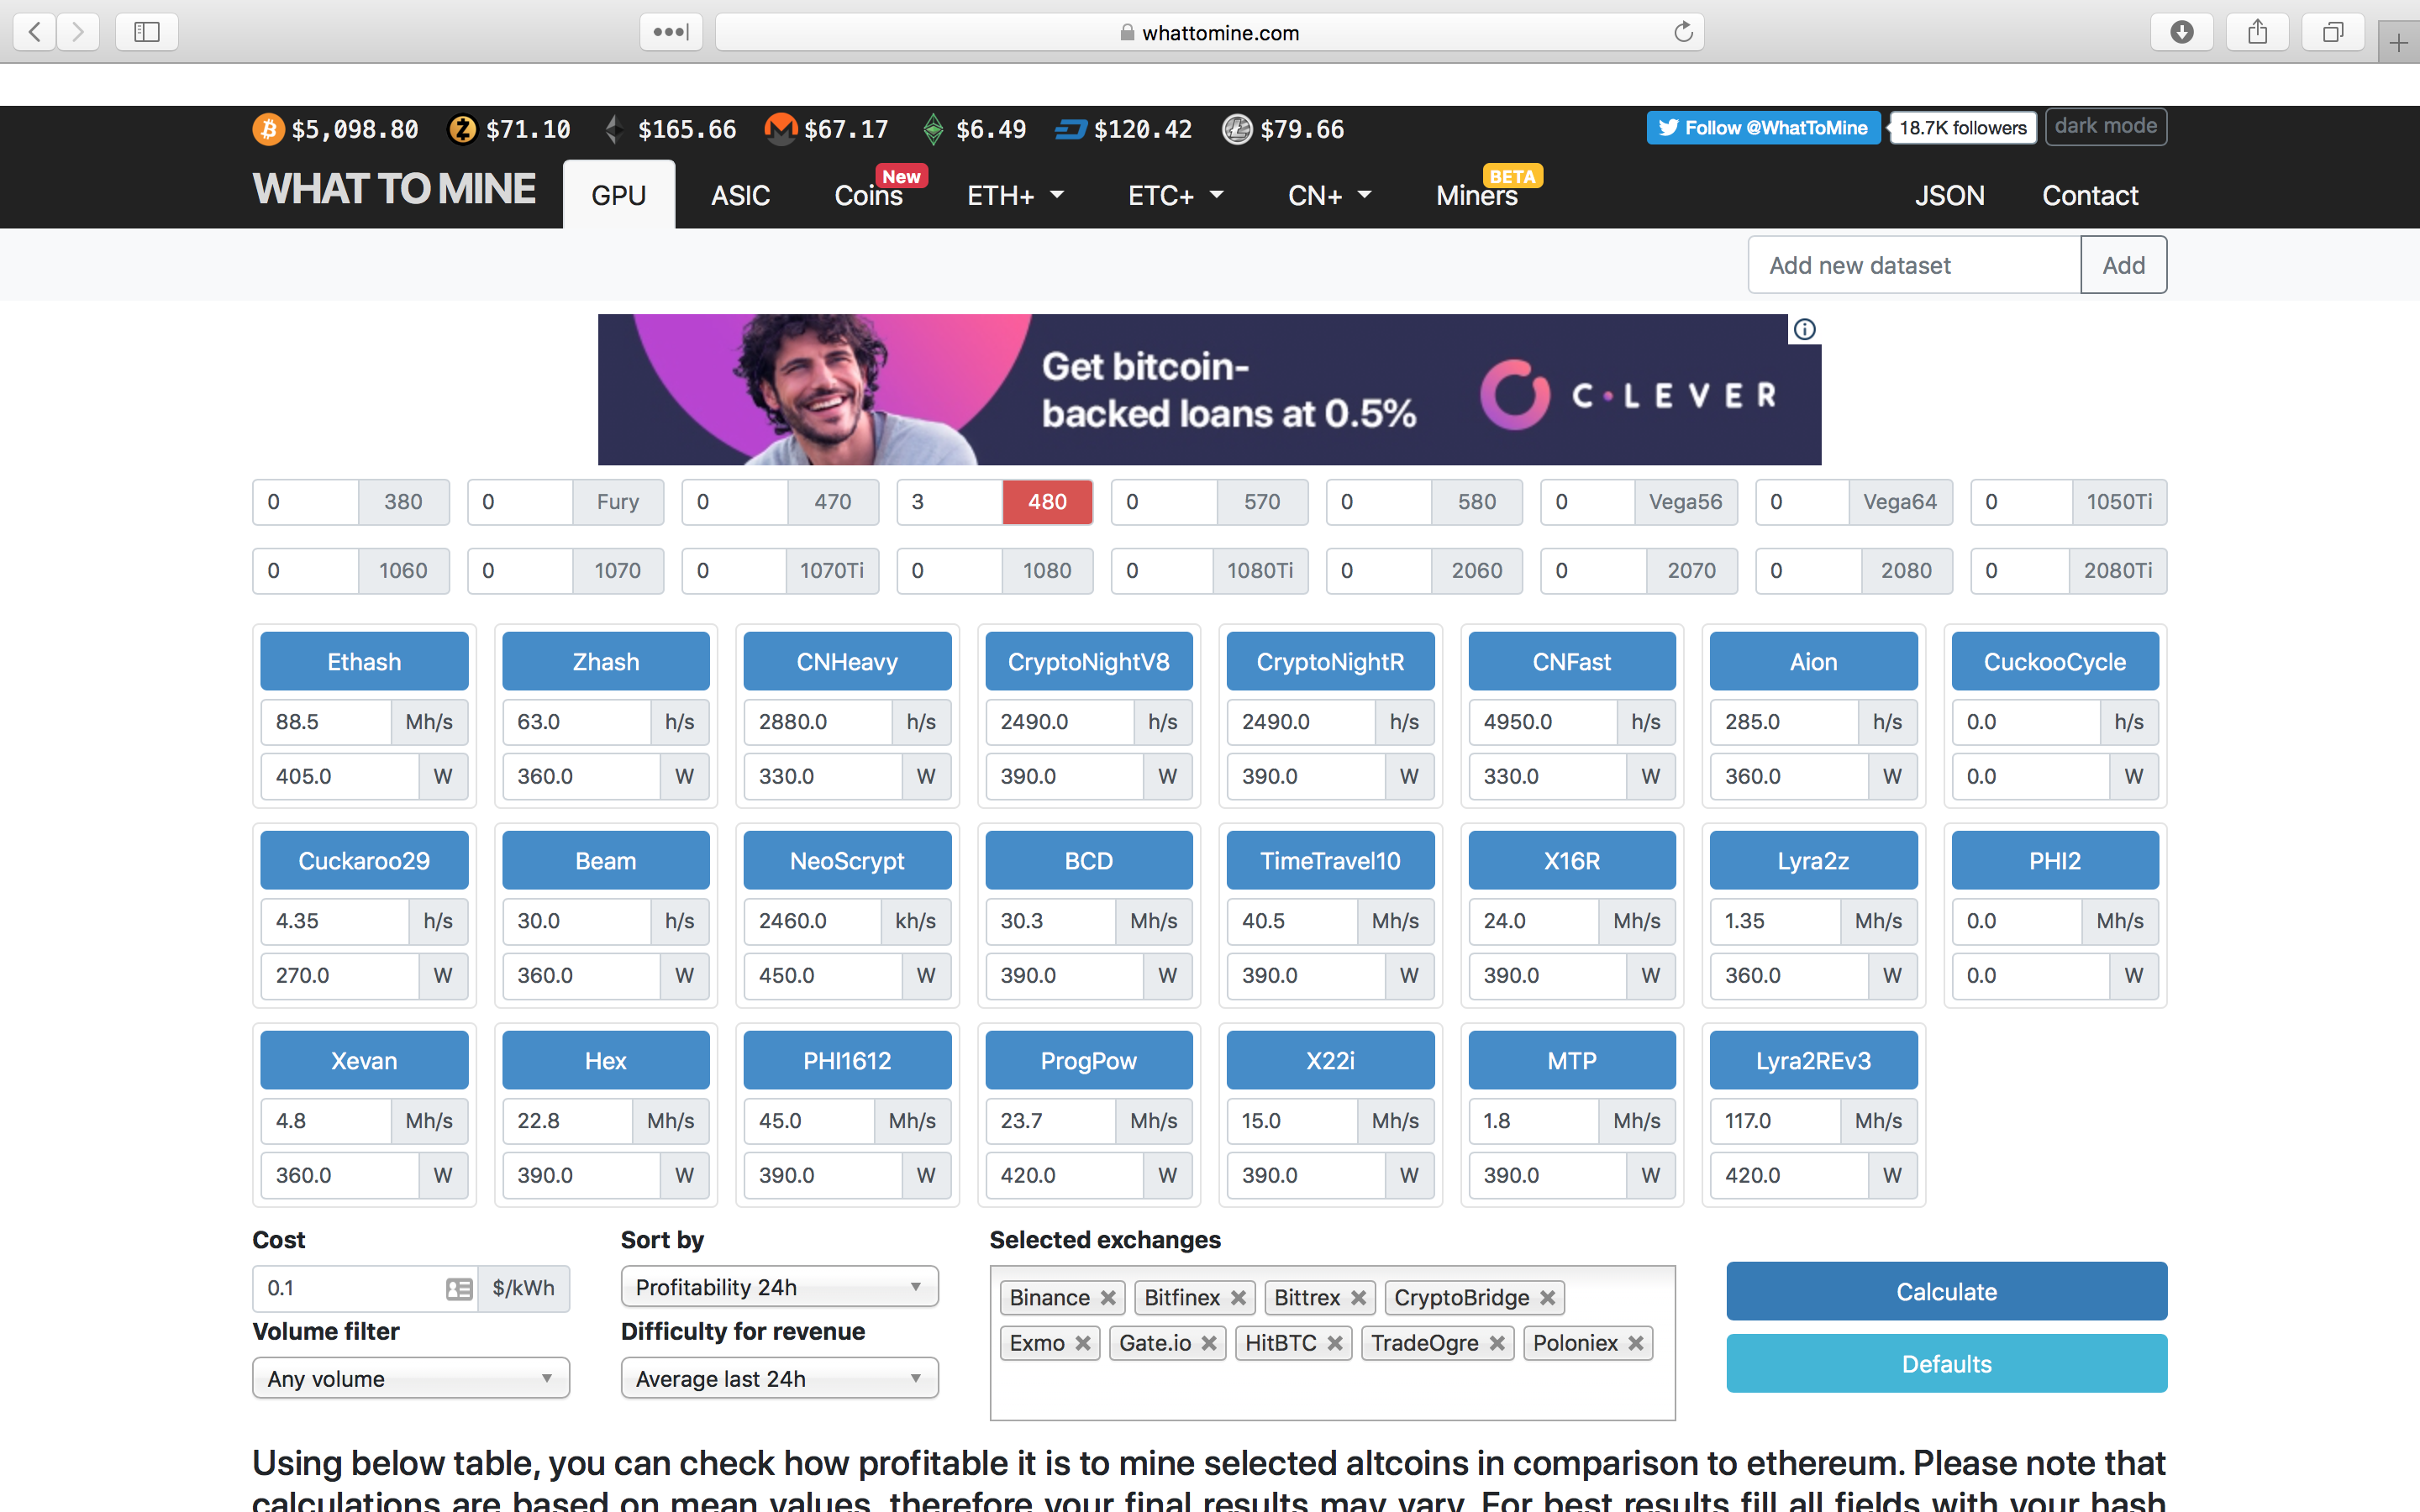 whattomine.com
$5,098.80 $71.10 $165.66 $67.17 $6.49 $120.42 $79.66 Follow @WhatToMine 18.7K followers dark mode
WHAT TO MINE GPU ASIC Coins New ETH+ ETC+ CN+ Miners BETA JSON Contact
Add new dataset Add
Get bitcoin-
backed loans at 0.5%
C·LEVER
0 380 0 Fury 0 470 3 480 0 570 0 580 0 Vega56 0 Vega64 0 1050Ti
0 1060 0 1070 0 1070Ti 0 1080 0 1080Ti 0 2060 0 2070 0 2080 0 2080Ti
Ethash Zhash CNHeavy CryptoNightV8 CryptoNightR CNFast Aion CuckooCycle
88.5 Mh/s 63.0 h/s 2880.0 h/s 2490.0 h/s 2490.0 h/s 4950.0 h/s 285.0 h/s 0.0 h/s
405.0 W 360.0 W 330.0 W 390.0 W 390.0 W 330.0 W 360.0 W 0.0 W
Cuckaroo29 Beam NeoScrypt BCD TimeTravel10 X16R Lyra2z PHI2
4.35 h/s 30.0 h/s 2460.0 kh/s 30.3 Mh/s 40.5 Mh/s 24.0 Mh/s 1.35 Mh/s 0.0 Mh/s
270.0 W 360.0 W 450.0 W 390.0 W 390.0 W 390.0 W 360.0 W 0.0 W
Xevan Hex PHI1612 ProgPow X22i MTP Lyra2REv3
4.8 Mh/s 22.8 Mh/s 45.0 Mh/s 23.7 Mh/s 15.0 Mh/s 1.8 Mh/s 117.0 Mh/s
360.0 W 390.0 W 390.0 W 420.0 W 390.0 W 390.0 W 420.0 W
Cost Sort by Selected exchanges
0.1 $/kWh Profitability 24h Binance Bitfinex Bittrex CryptoBridge Calculate
Volume filter Difficulty for revenue Exmo Gate.io HitBTC TradeOgre Poloniex
Any volume Average last 24h Defaults
Using below table, you can check how profitable it is to mine selected altcoins in comparison to ethereum. Please note that
calculations are based on mean values, therefore your final results may vary. For best results fill all fields with your hash